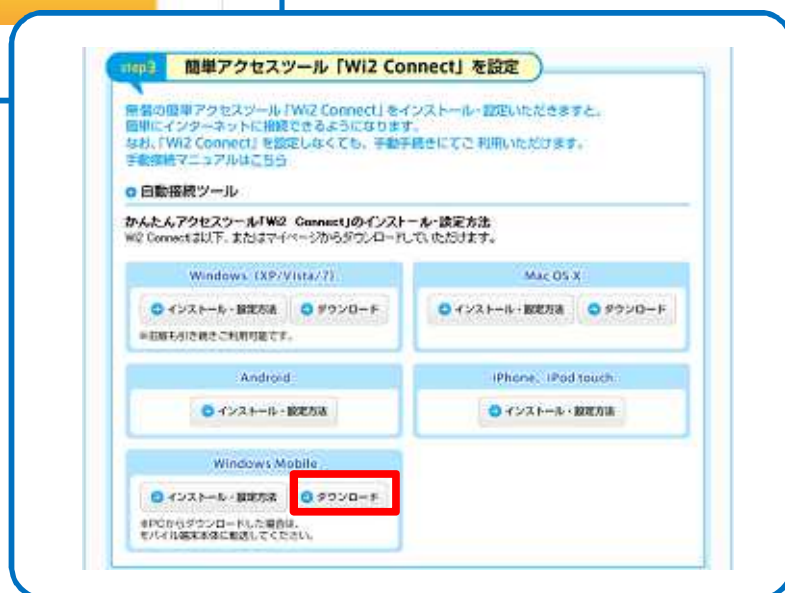 step3 簡単アクセスツール「Wi2 Connect」を設定
無償の簡単アクセスツール「Wi2 Connect」をインストール・設定いただきますと、
簡単にインターネットに接続できるようになります。
なお、「Wi2 Connect」を設定しなくても、手動手続きにてご利用いただけます。
手動接続マニュアルはこちら
自動接続ツール
かんたんアクセスツール「Wi2 Connect」のインストール・設定方法
Wi2 Connectは以下、またはマイページからダウンロードしていただけます。
Windows (XP/Vista/7)
インストール・設定方法 ダウンロード
※旧版も引き続きご利用可能です。
Mac OS X
インストール・設定方法 ダウンロード
Android
インストール・設定方法
iPhone、iPod touch
インストール・設定方法
Windows Mobile
インストール・設定方法 ダウンロード
※PCからダウンロードした場合は、
モバイル端末本体に転送してください。